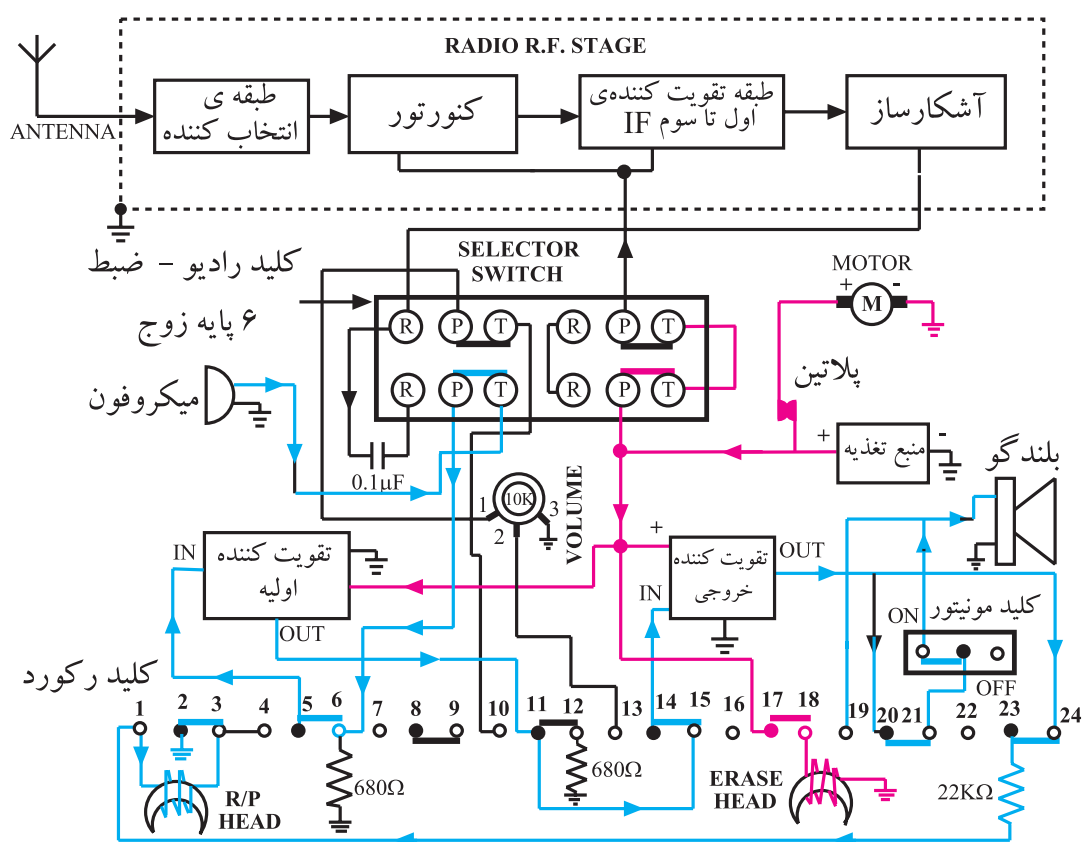 RADIO R.F. STAGE
ANTENNA
طبقه ی
انتخاب کننده
کنورتور
طبقه تقویت کننده‌ی
اول تا سوم IF
آشکارساز
SELECTOR
SWITCH
کلید رادیو - ضبط
۶ پایه زوج
R P T R P T
R P T R P T
MOTOR
+ M -
پلاتین
میکروفون
0.1µF
+ منبع تغذیه -
بلندگو
1 10K 3
2
VOLUME
IN
تقویت کننده
اولیه
OUT
+
IN
تقویت کننده
خروجی
OUT
کلید مونیتور
ON
OFF
کلید رکورد
1 2 3 4 5 6 7 8 9 10 11 12 13 14 15 16 17 18 19 20 21 22 23 24
R/P
HEAD
680Ω
680Ω
ERASE
HEAD
22KΩ